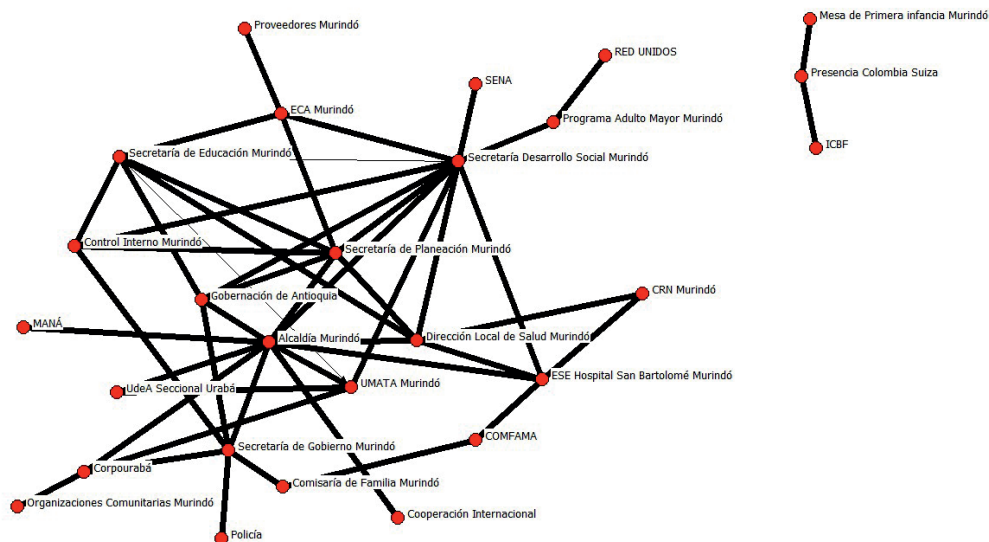 Mesa de Primera infancia Murindó
Proveedores Murindó
RED UNIDOS
Presencia Colombia Suiza
SENA
ECA Murindó
Programa Adulto Mayor Murindó
ICBF
Secretaría de Educación Murindó
Secretaría Desarrollo Social Murindó
Control Interno Murindó
Secretaría de Planeación Murindó
CRN Murindó
Gobernación de Antioquia
MANÁ
Alcaldía Murindó
Dirección Local de Salud Murindó
ESE Hospital San Bartolomé Murindó
UdeA Seccional Urabá
UMATA Murindó
COMFAMA
Secretaría de Gobierno Murindó
Corpourabá
Comisaría de Familia Murindó
Organizaciones Comunitarias Murindó
Cooperación Internacional
Policía